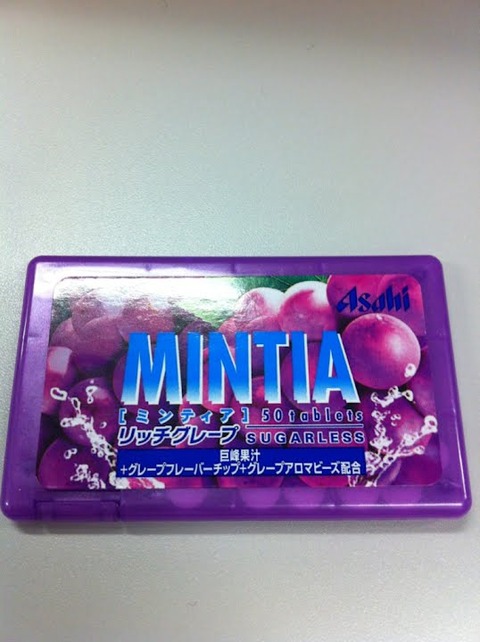 Asahi
MINTIA
[ミンティア] 50tablets
リッチグレープ SUGARLESS
巨峰果汁
+グレープフレーバーチップ+グレープアロマビーズ配合